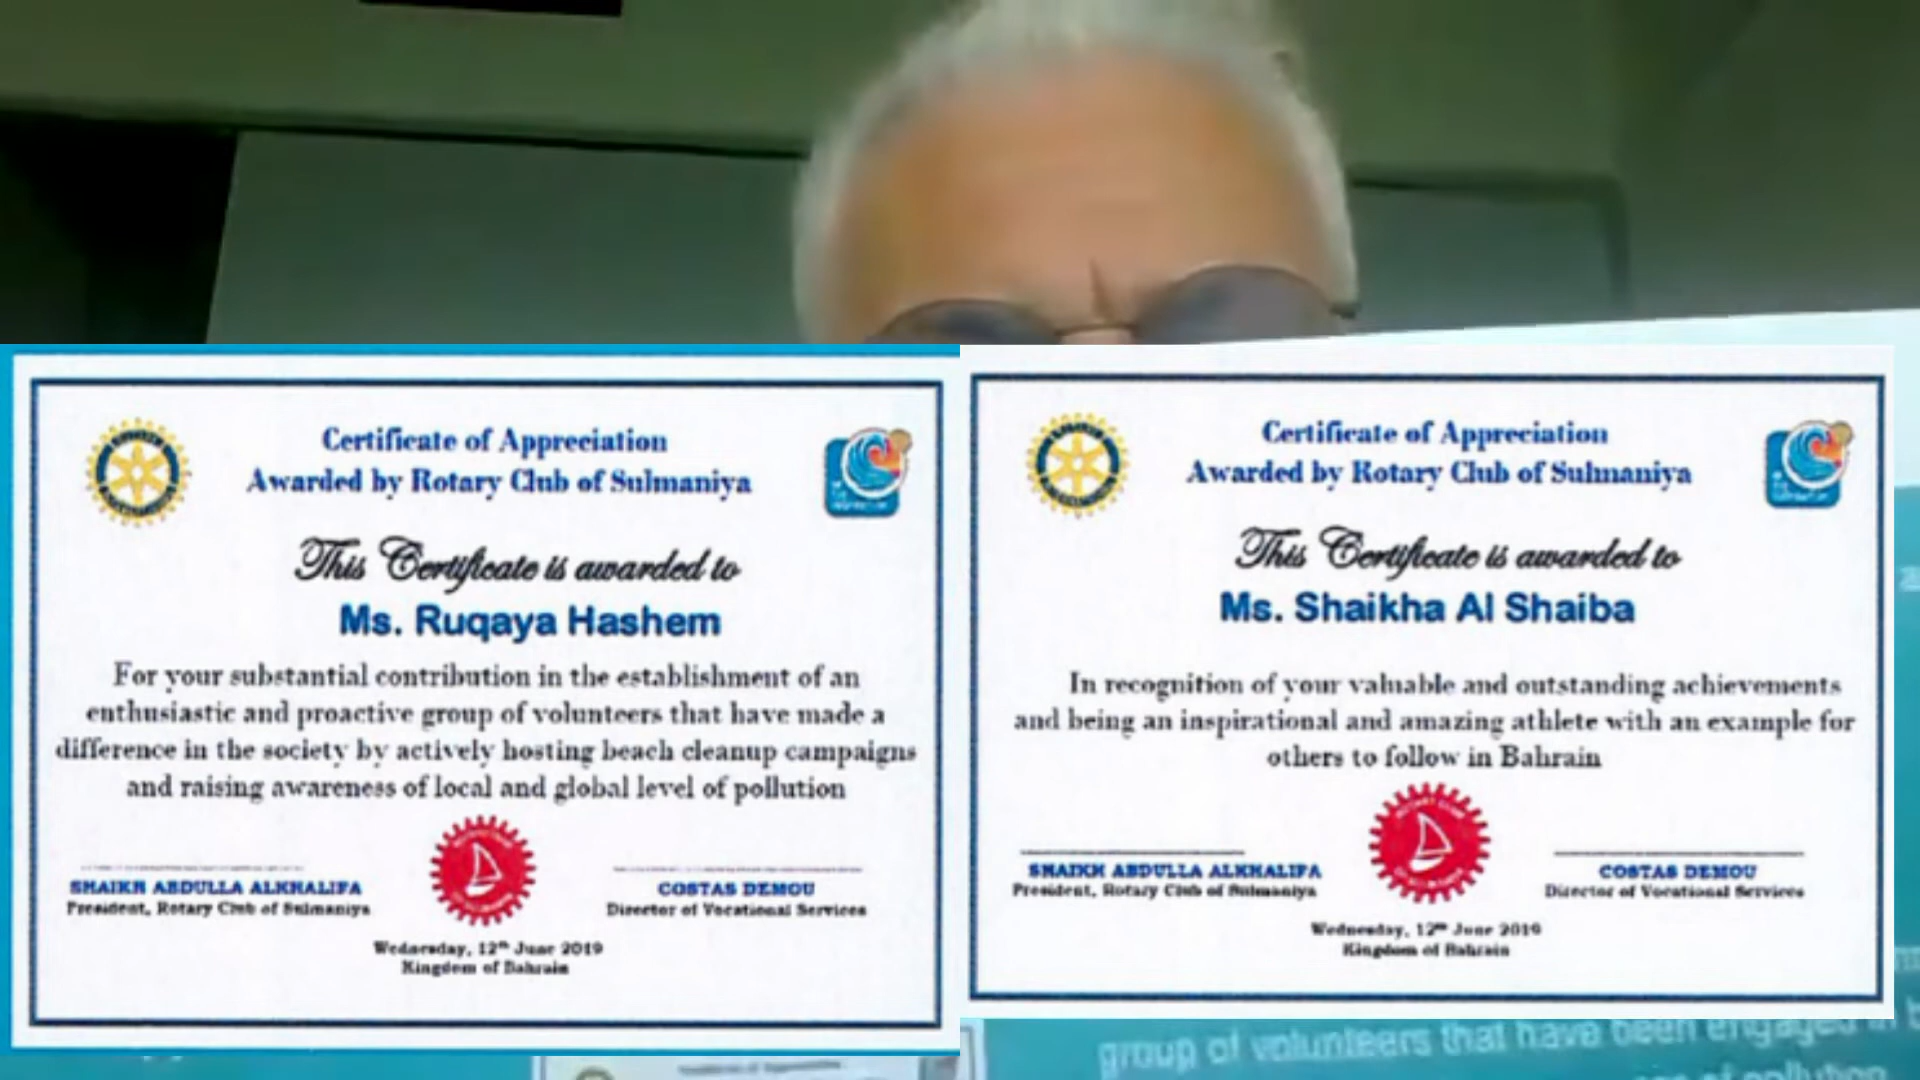 Certificate of Appreciation
Awarded by Rotary Club of Sulmaniya
This Certificate is awarded to
Ms. Ruqaya Hashem
For your substantial contribution in the establishment of an
enthusiastic and proactive group of volunteers that have made a
difference in the society by actively hosting beach cleanup campaigns
and raising awareness of local and global level of pollution
SHAIKH ABDULLA ALKHALIFA
President, Rotary Club of Sulmaniya
COSTAS DEMOU
Director of Vocational Services
Wednesday, 12th June 2019
Kingdom of Bahrain
Certificate of Appreciation
Awarded by Rotary Club of Sulmaniya
This Certificate is awarded to
Ms. Shaikha Al Shaiba
In recognition of your valuable and outstanding achievements
and being an inspirational and amazing athlete with an example for
others to follow in Bahrain
SHAIKH ABDULLA ALKHALIFA
President, Rotary Club of Sulmaniya
COSTAS DEMOU
Director of Vocational Services
Wednesday, 12th June 2019
Kingdom of Bahrain
group of volunteers that have been engaged in
of pollution